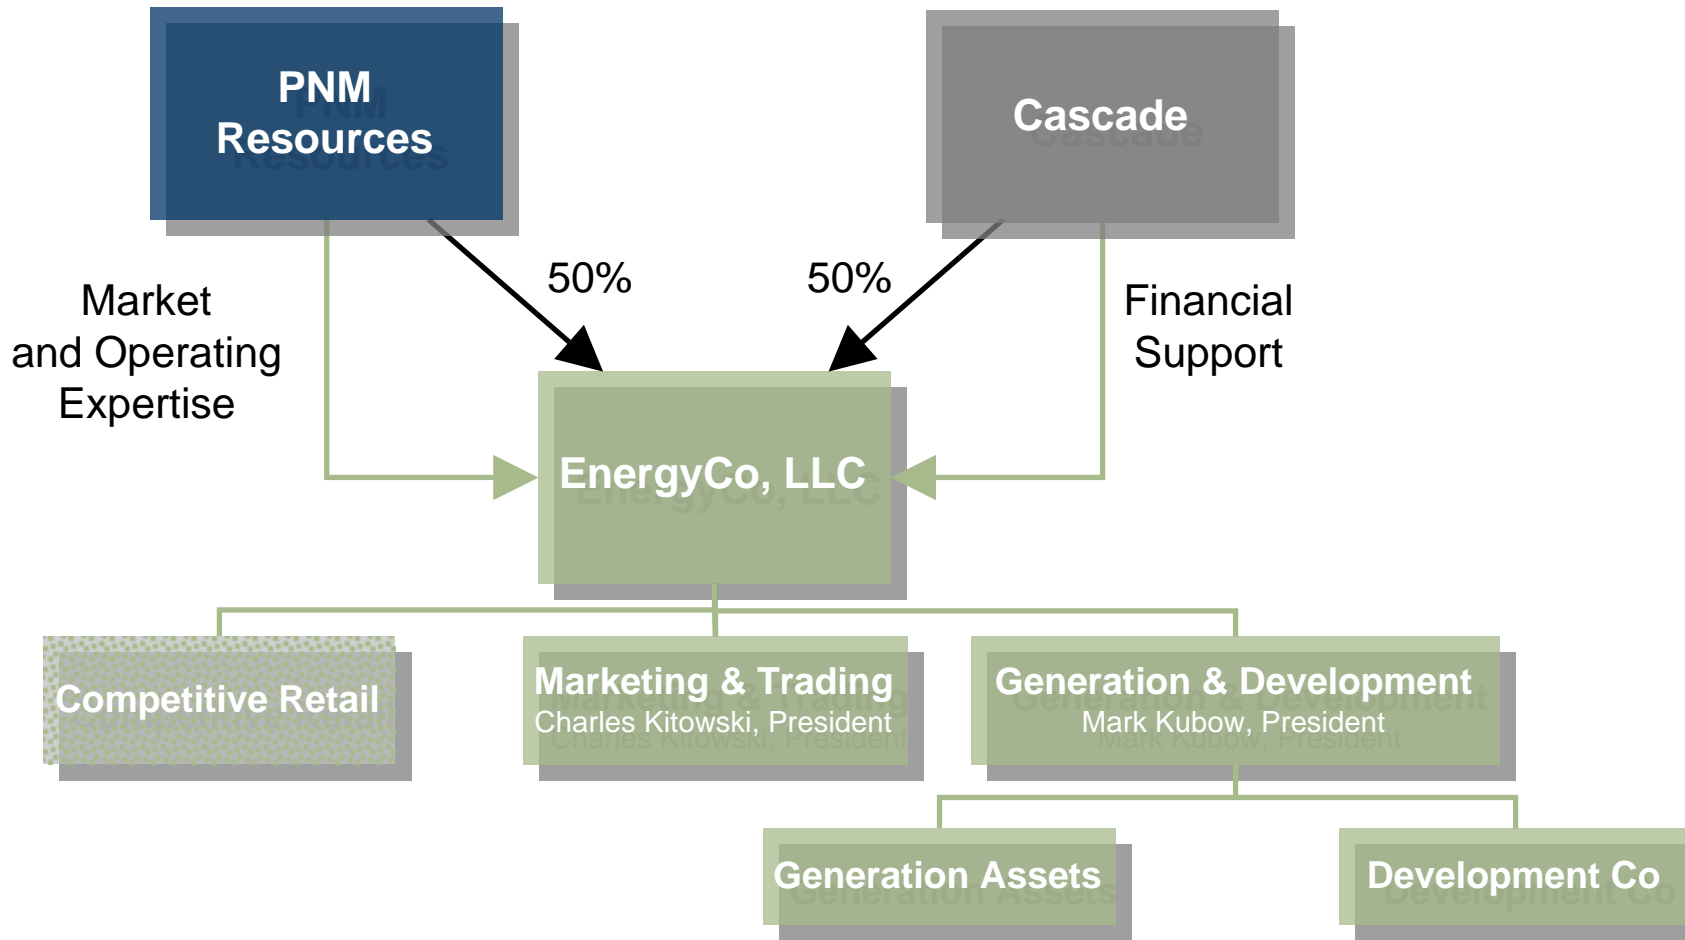 PNM
Resources
Cascade
50%
50%
Market
and Operating
Expertise
Financial
Support
EnergyCo, LLC
Competitive Retail
Marketing & Trading
Charles Kitowski, President
Generation & Development
Mark Kubow, President
Generation Assets
Development Co